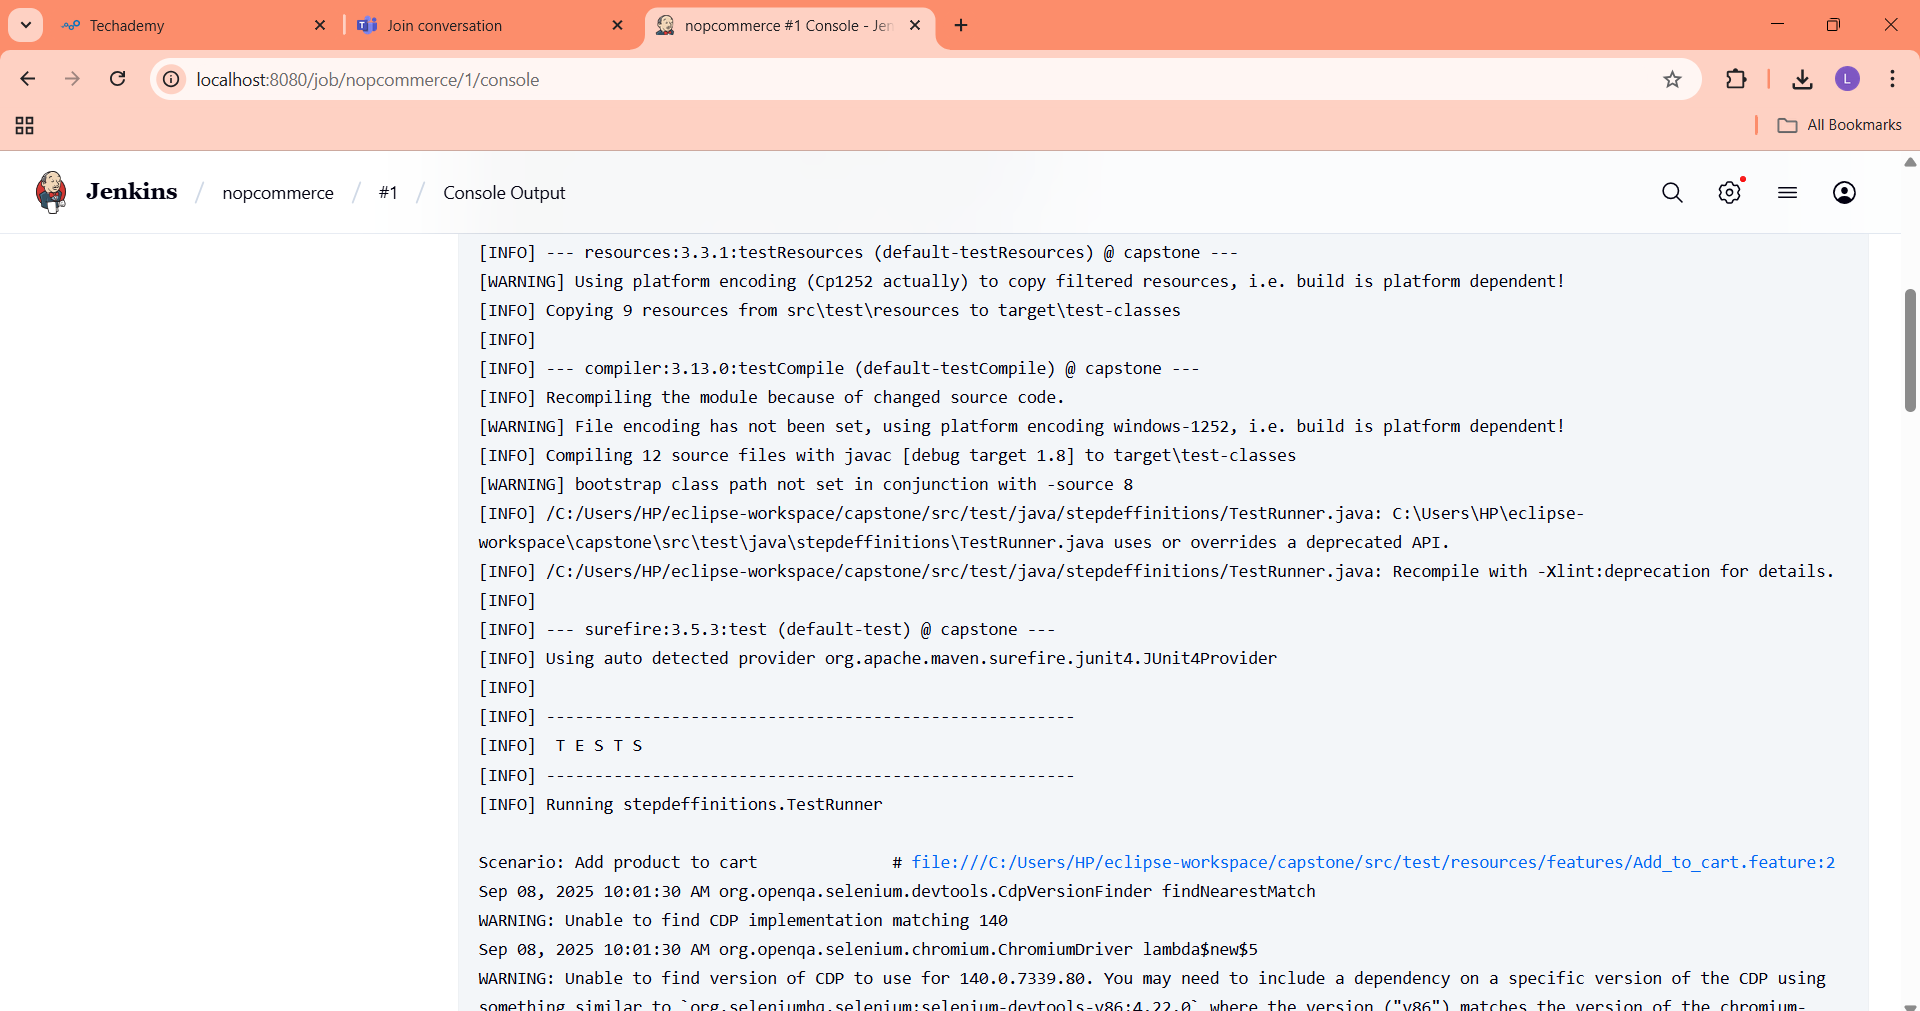 Techademy
Join conversation
nopcommerce #1 Console - Jen
localhost:8080/job/nopcommerce/1/console
L
All Bookmarks
Jenkins / nopcommerce / #1 / Console Output
[INFO] --- resources:3.3.1:testResources (default-testResources) @ capstone ---
[WARNING] Using platform encoding (Cp1252 actually) to copy filtered resources, i.e. build is platform dependent!
[INFO] Copying 9 resources from src\test\resources to target\test-classes
[INFO]
[INFO] --- compiler:3.13.0:testCompile (default-testCompile) @ capstone ---
[INFO] Recompiling the module because of changed source code.
[WARNING] File encoding has not been set, using platform encoding windows-1252, i.e. build is platform dependent!
[INFO] Compiling 12 source files with javac [debug target 1.8] to target\test-classes
[WARNING] bootstrap class path not set in conjunction with -source 8
[INFO] /C:/Users/HP/eclipse-workspace/capstone/src/test/java/stepdeffinitions/TestRunner.java: C:\Users\HP\eclipse-
workspace\capstone\src\test\java\stepdeffinitions\TestRunner.java uses or overrides a deprecated API.
[INFO] /C:/Users/HP/eclipse-workspace/capstone/src/test/java/stepdeffinitions/TestRunner.java: Recompile with -Xlint:deprecation for details.
[INFO]
[INFO] --- surefire:3.5.3:test (default-test) @ capstone ---
[INFO] Using auto detected provider org.apache.maven.surefire.junit4.JUnit4Provider
[INFO]
[INFO] -------------------------------------------------------
[INFO]  T E S T S
[INFO] -------------------------------------------------------
[INFO] Running stepdeffinitions.TestRunner
Scenario: Add product to cart              # file:///C:/Users/HP/eclipse-workspace/capstone/src/test/resources/features/Add_to_cart.feature:2
Sep 08, 2025 10:01:30 AM org.openqa.selenium.devtools.CdpVersionFinder findNearestMatch
WARNING: Unable to find CDP implementation matching 140
Sep 08, 2025 10:01:30 AM org.openqa.selenium.chromium.ChromiumDriver lambda$new$5
WARNING: Unable to find version of CDP to use for 140.0.7339.80. You may need to include a dependency on a specific version of the CDP using
something similar to `org.seleniumhq.selenium:selenium-devtools-v86:4.22.0` where the version ("v86") matches the version of the chromium-